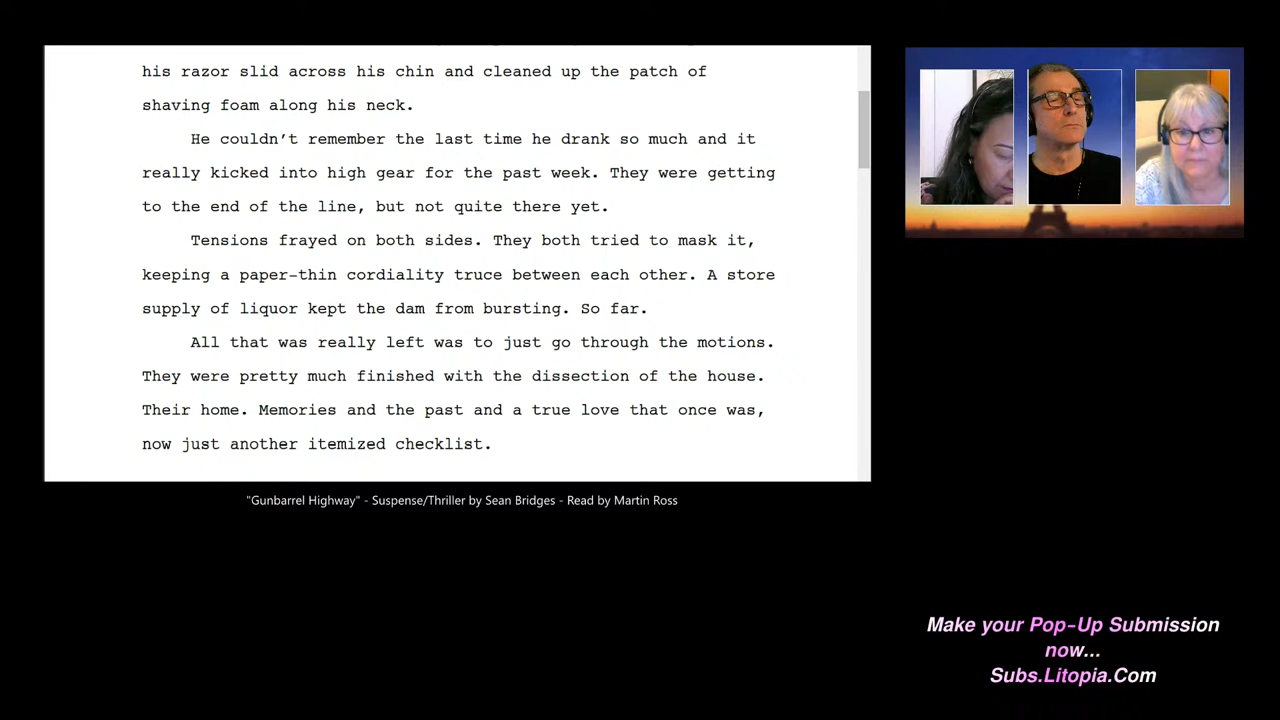 his razor slid across his chin and cleaned up the patch of
shaving foam along his neck.
He couldn’t remember the last time he drank so much and it
really kicked into high gear for the past week. They were getting
to the end of the line, but not quite there yet.
Tensions frayed on both sides. They both tried to mask it,
keeping a paper-thin cordiality truce between each other. A store
supply of liquor kept the dam from bursting. So far.
All that was really left was to just go through the motions.
They were pretty much finished with the dissection of the house.
Their home. Memories and the past and a true love that once was,
now just another itemized checklist.
"Gunbarrel Highway" - Suspense/Thriller by Sean Bridges - Read by Martin Ross
Make your Pop-Up Submission
now...
Subs.Litopia.Com